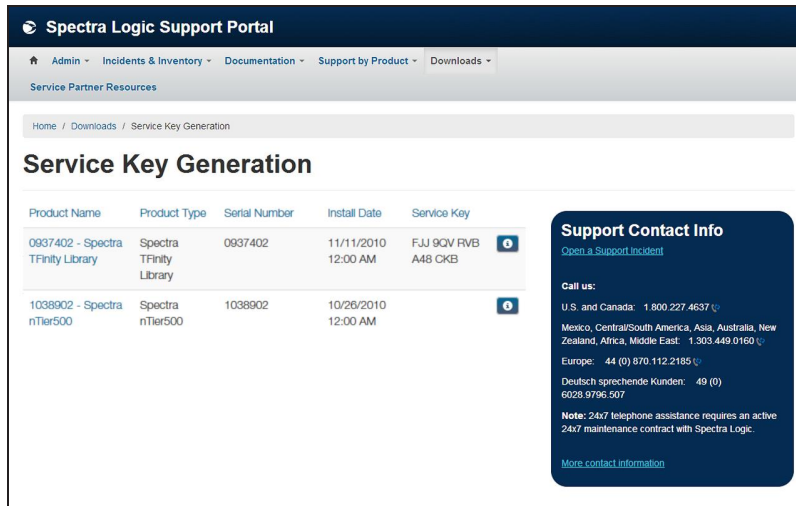 Spectra Logic Support Portal
Admin Incidents & Inventory Documentation Support by Product Downloads
Service Partner Resources
Home / Downloads / Service Key Generation
Service Key Generation
Product Name Product Type Serial Number Install Date Service Key
0937402 - Spectra TFinity Library
Spectra TFinity Library
0937402
11/11/2010 12:00 AM
FJJ 9QV RVB A48 CKB
1038902 - Spectra nTier500
Spectra nTier500
1038902
10/26/2010 12:00 AM
Support Contact Info
Open a Support Incident
Call us:
U.S. and Canada: 1.800.227.4637
Mexico, Central/South America, Asia, Australia, New
Zealand, Africa, Middle East: 1.303.449.0160
Europe: 44 (0) 870.112.2185
Deutsch sprechende Kunden: 49 (0)
6028.9796.507
Note: 24x7 telephone assistance requires an active
24x7 maintenance contract with Spectra Logic.
More contact information